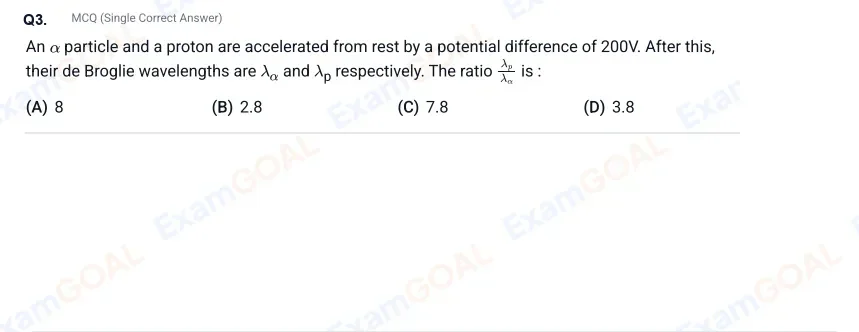 Q3. MCQ (Single Correct Answer)
An α particle and a proton are accelerated from rest by a potential difference of 200V. After this,
their de Broglie wavelengths are λα and λp respectively. The ratio λp/λα is :
(A) 8 (B) 2.8 (C) 7.8 (D) 3.8
ExamGOAL ExamGOAL
ExamGOAL ExamGOAL ExamGOAL